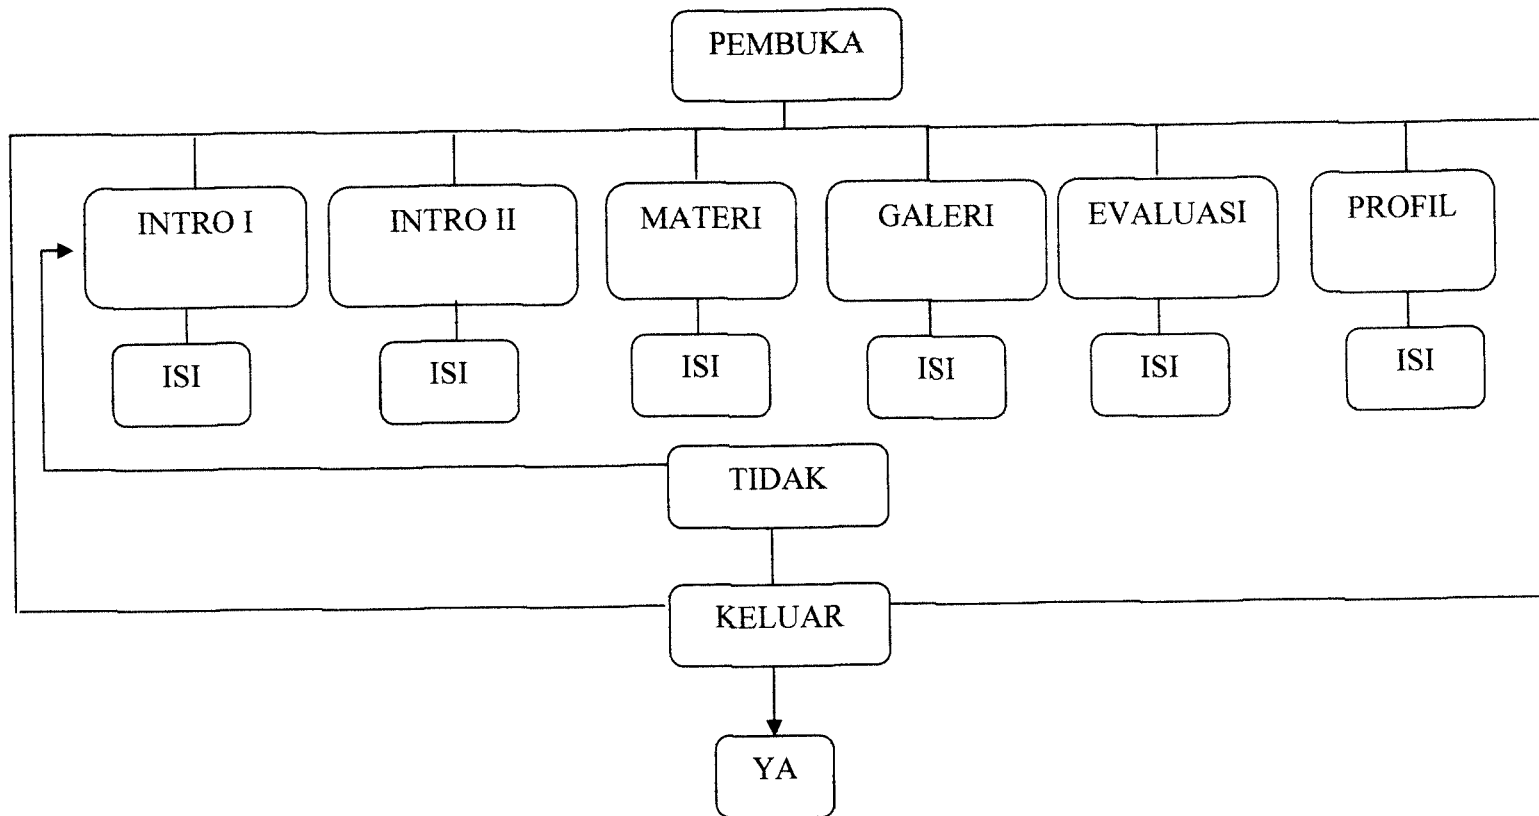 PEMBUKA
INTRO I
INTRO II
MATERI
GALERI
EVALUASI
PROFIL
ISI
ISI
ISI
ISI
ISI
ISI
TIDAK
KELUAR
YA